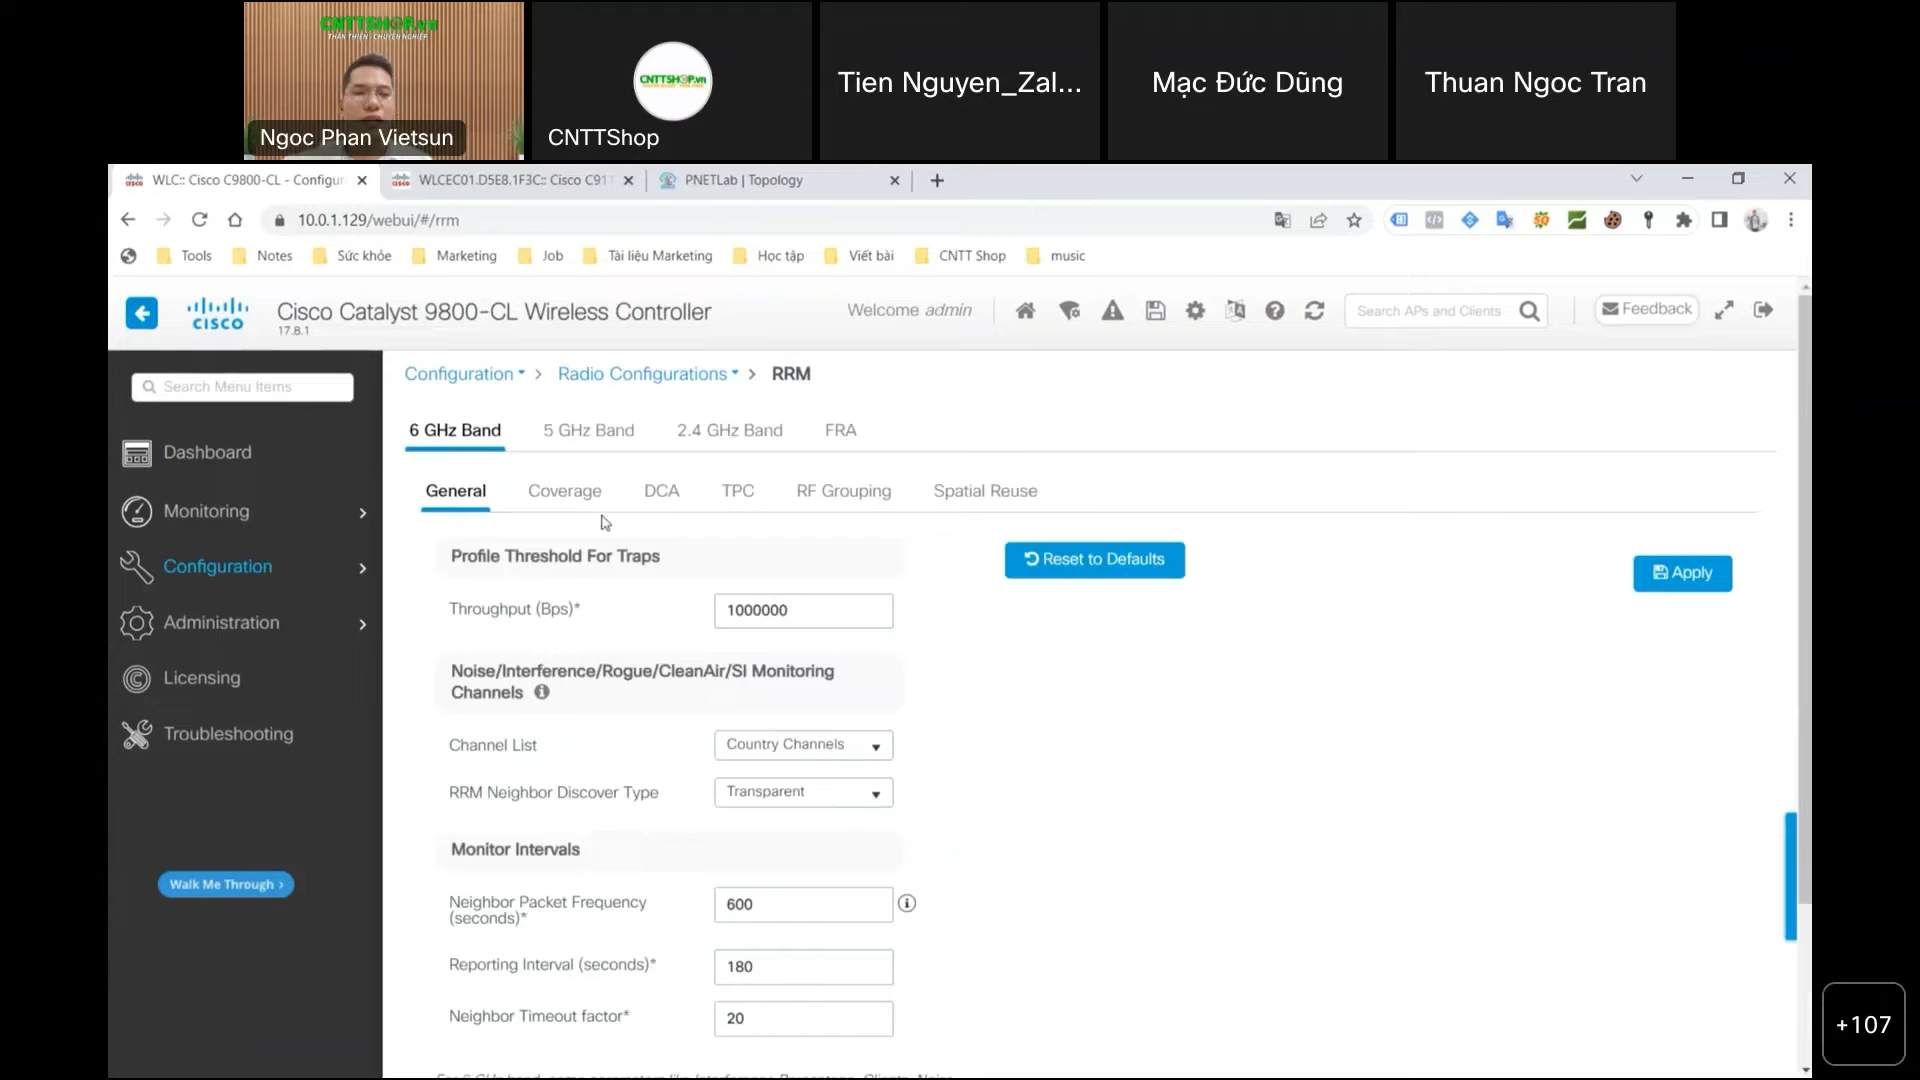 CNTTSHOP.vn
THÂN THIỆN - CHUYÊN NGHIỆP
Ngoc Phan Vietsun
CNTTSHOP.vn
CNTTShop
Tien Nguyen_Zal...
Mạc Đức Dũng
Thuan Ngoc Tran
WLC:: Cisco C9800-CL - Configur
WLCEC01.D5E8.1F3C:: Cisco C911
PNETLab | Topology
10.0.1.129/webui/#/rrm
Tools
Notes
Sức khỏe
Marketing
Job
Tài liệu Marketing
Học tập
Viết bài
CNTT Shop
music
CISCO
Cisco Catalyst 9800-CL Wireless Controller
17.8.1
Welcome admin
Search APs and Clients
Feedback
Search Menu Items
Dashboard
Monitoring
Configuration
Administration
Licensing
Troubleshooting
Walk Me Through ›
Configuration > Radio Configurations > RRM
6 GHz Band
5 GHz Band
2.4 GHz Band
FRA
General
Coverage
DCA
TPC
RF Grouping
Spatial Reuse
Profile Threshold For Traps
Reset to Defaults
Apply
Throughput (Bps)*
1000000
Noise/Interference/Rogue/CleanAir/SI Monitoring
Channels
Channel List
Country Channels
RRM Neighbor Discover Type
Transparent
Monitor Intervals
Neighbor Packet Frequency
(seconds)*
600
Reporting Interval (seconds)*
180
Neighbor Timeout factor*
20
+107